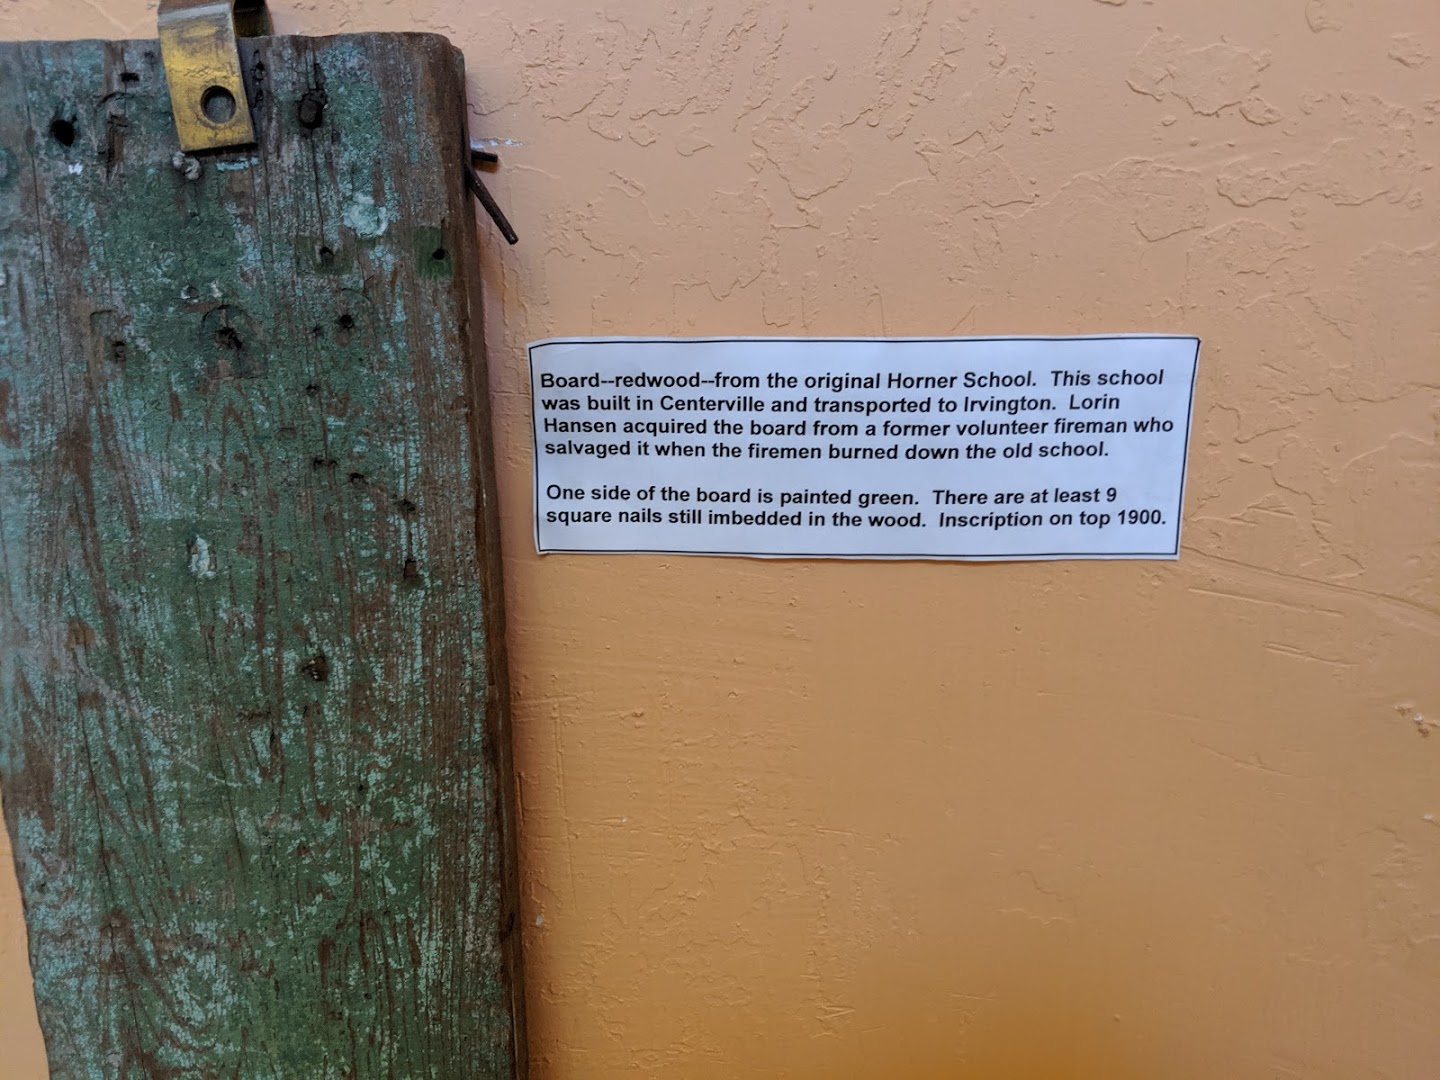 Board--redwood--from the original Horner School.  This school
was built in Centerville and transported to Irvington.  Lorin
Hansen acquired the board from a former volunteer fireman who
salvaged it when the firemen burned down the old school.
One side of the board is painted green.  There are at least 9
square nails still imbedded in the wood.  Inscription on top 1900.